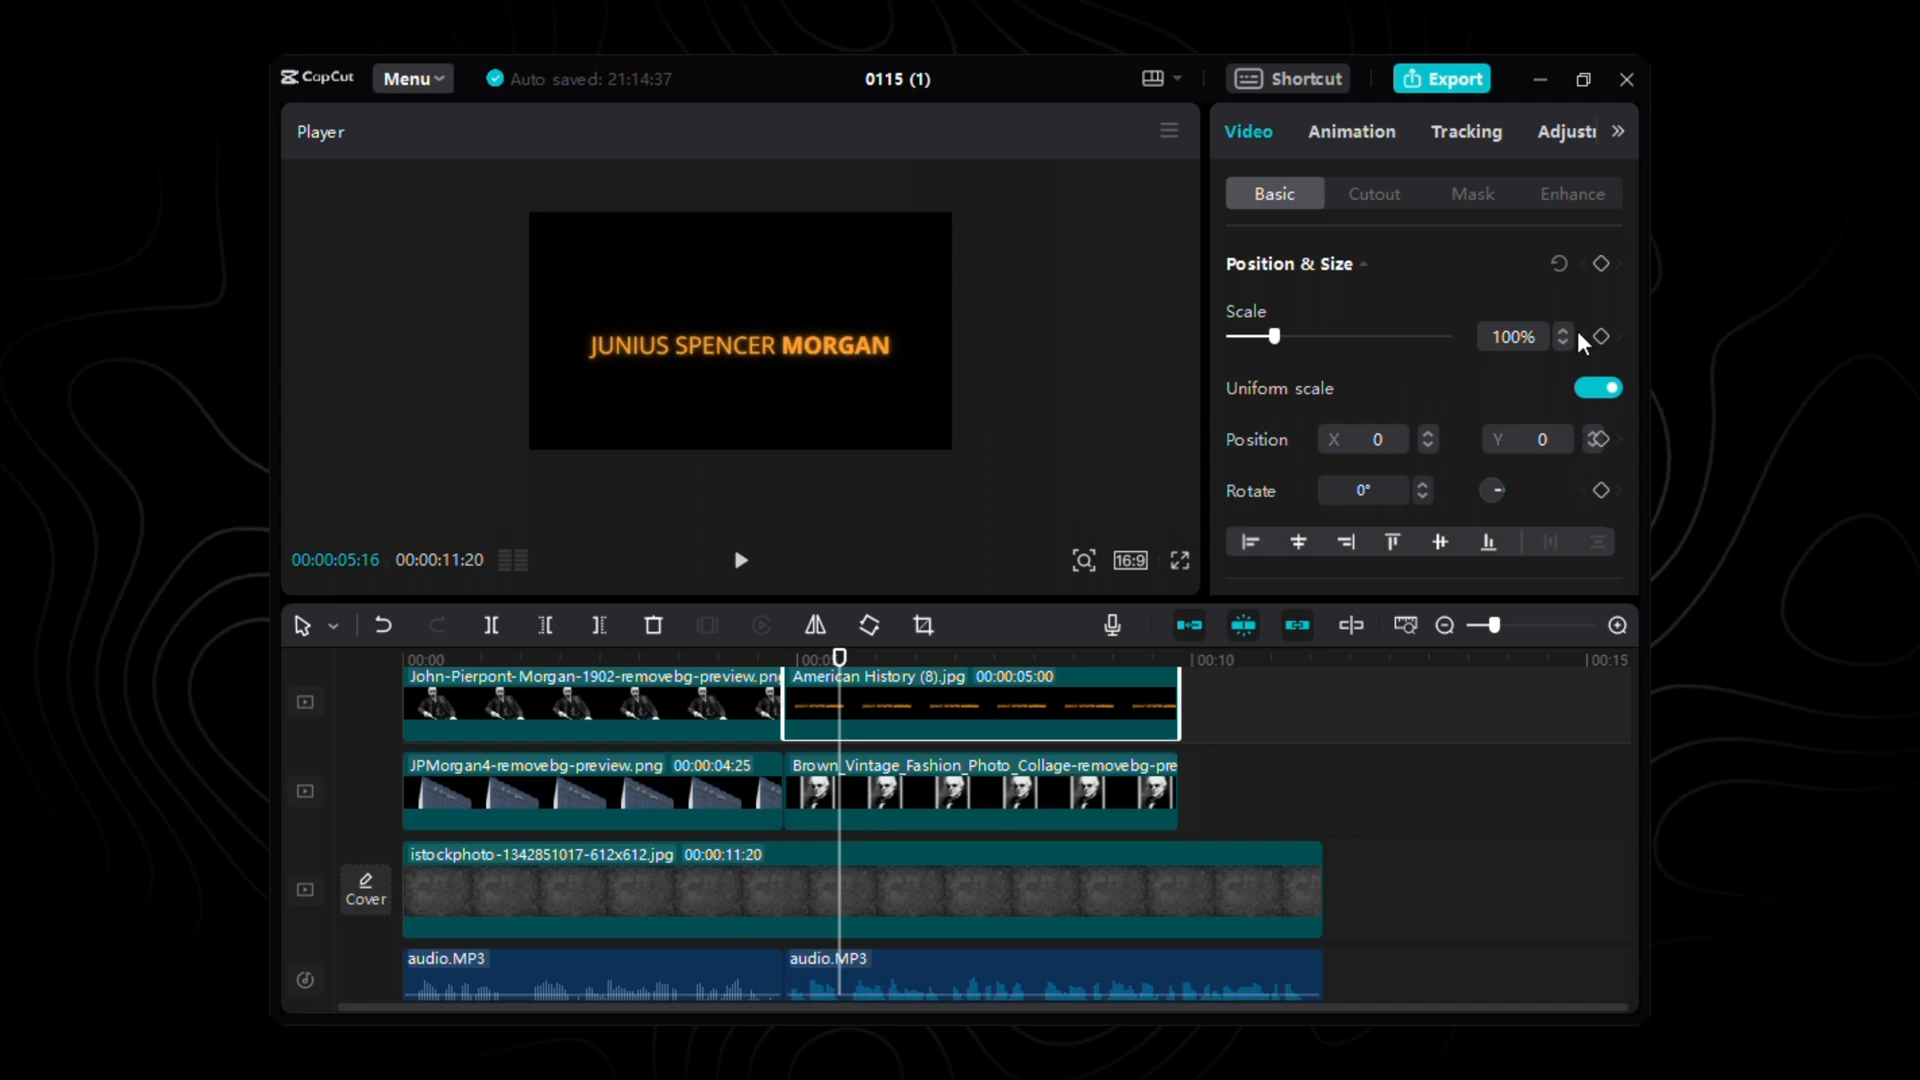 CapCut Menu Auto saved: 21:14:37 0115 (1) Shortcut Export
Player
Video Animation Tracking
Basic Cutout Mask Enhance
Position & Size
Scale
100%
Uniform scale
Position X 0 Y 0
Rotate 0°
JUNIUS SPENCER MORGAN
00:00:05:16 00:00:11:20 16:9
00:00 00:10 00:15
John-Pierpont-Morgan-1902-removebg-preview.png American History (8).jpg 00:00:05:00
JPMorgan4-removebg-preview.png 00:00:04:25 Brown_Vintage_Fashion_Photo_Collage-removebg-pre
istockphoto-1342851017-612x612.jpg 00:00:11:20
Cover
audio.MP3 audio.MP3